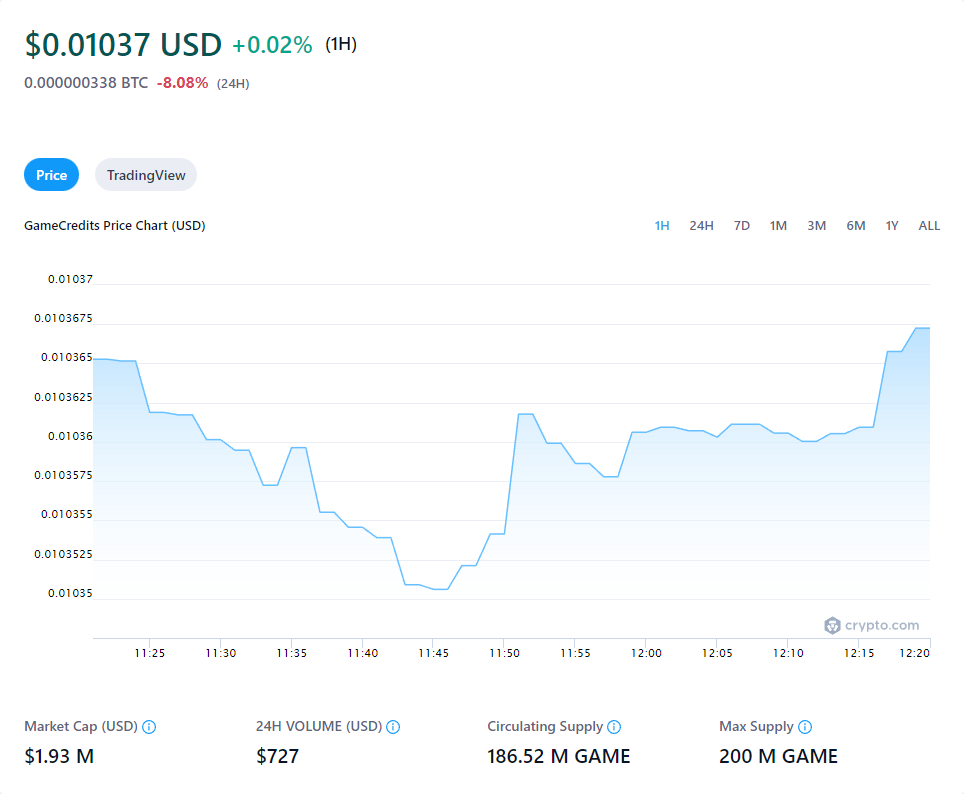 $0.01037 USD +0.02% (1H)
0.000000338 BTC -8.08% (24H)
Price TradingView
GameCredits Price Chart (USD) 1H 24H 7D 1M 3M 6M 1Y ALL
0.01037
0.0103675
0.010365
0.0103625
0.01036
0.0103575
0.010355
0.0103525
0.01035
crypto.com
11:25 11:30 11:35 11:40 11:45 11:50 11:55 12:00 12:05 12:10 12:15 12:20
Market Cap (USD) 24H VOLUME (USD) Circulating Supply Max Supply
$1.93 M $727 186.52 M GAME 200 M GAME